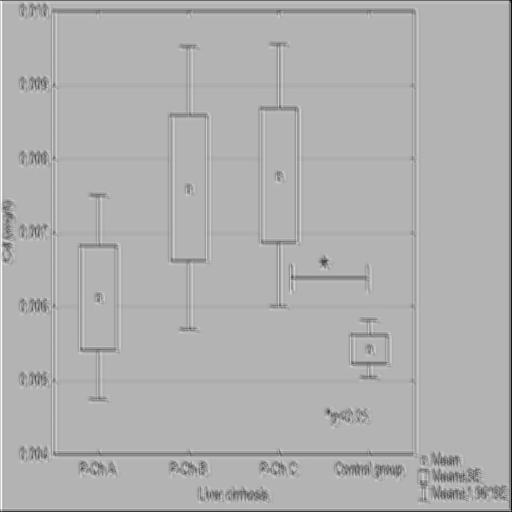 0,010
0,009
0,008
0,007
0,006
0,005
0,004
Cd (mg/l)
P-Ch A
P-Ch B
P-Ch C
Control group
Liver cirrhosis
*
*p<0,05
Mean
Mean±SE
Mean±1,96*SE